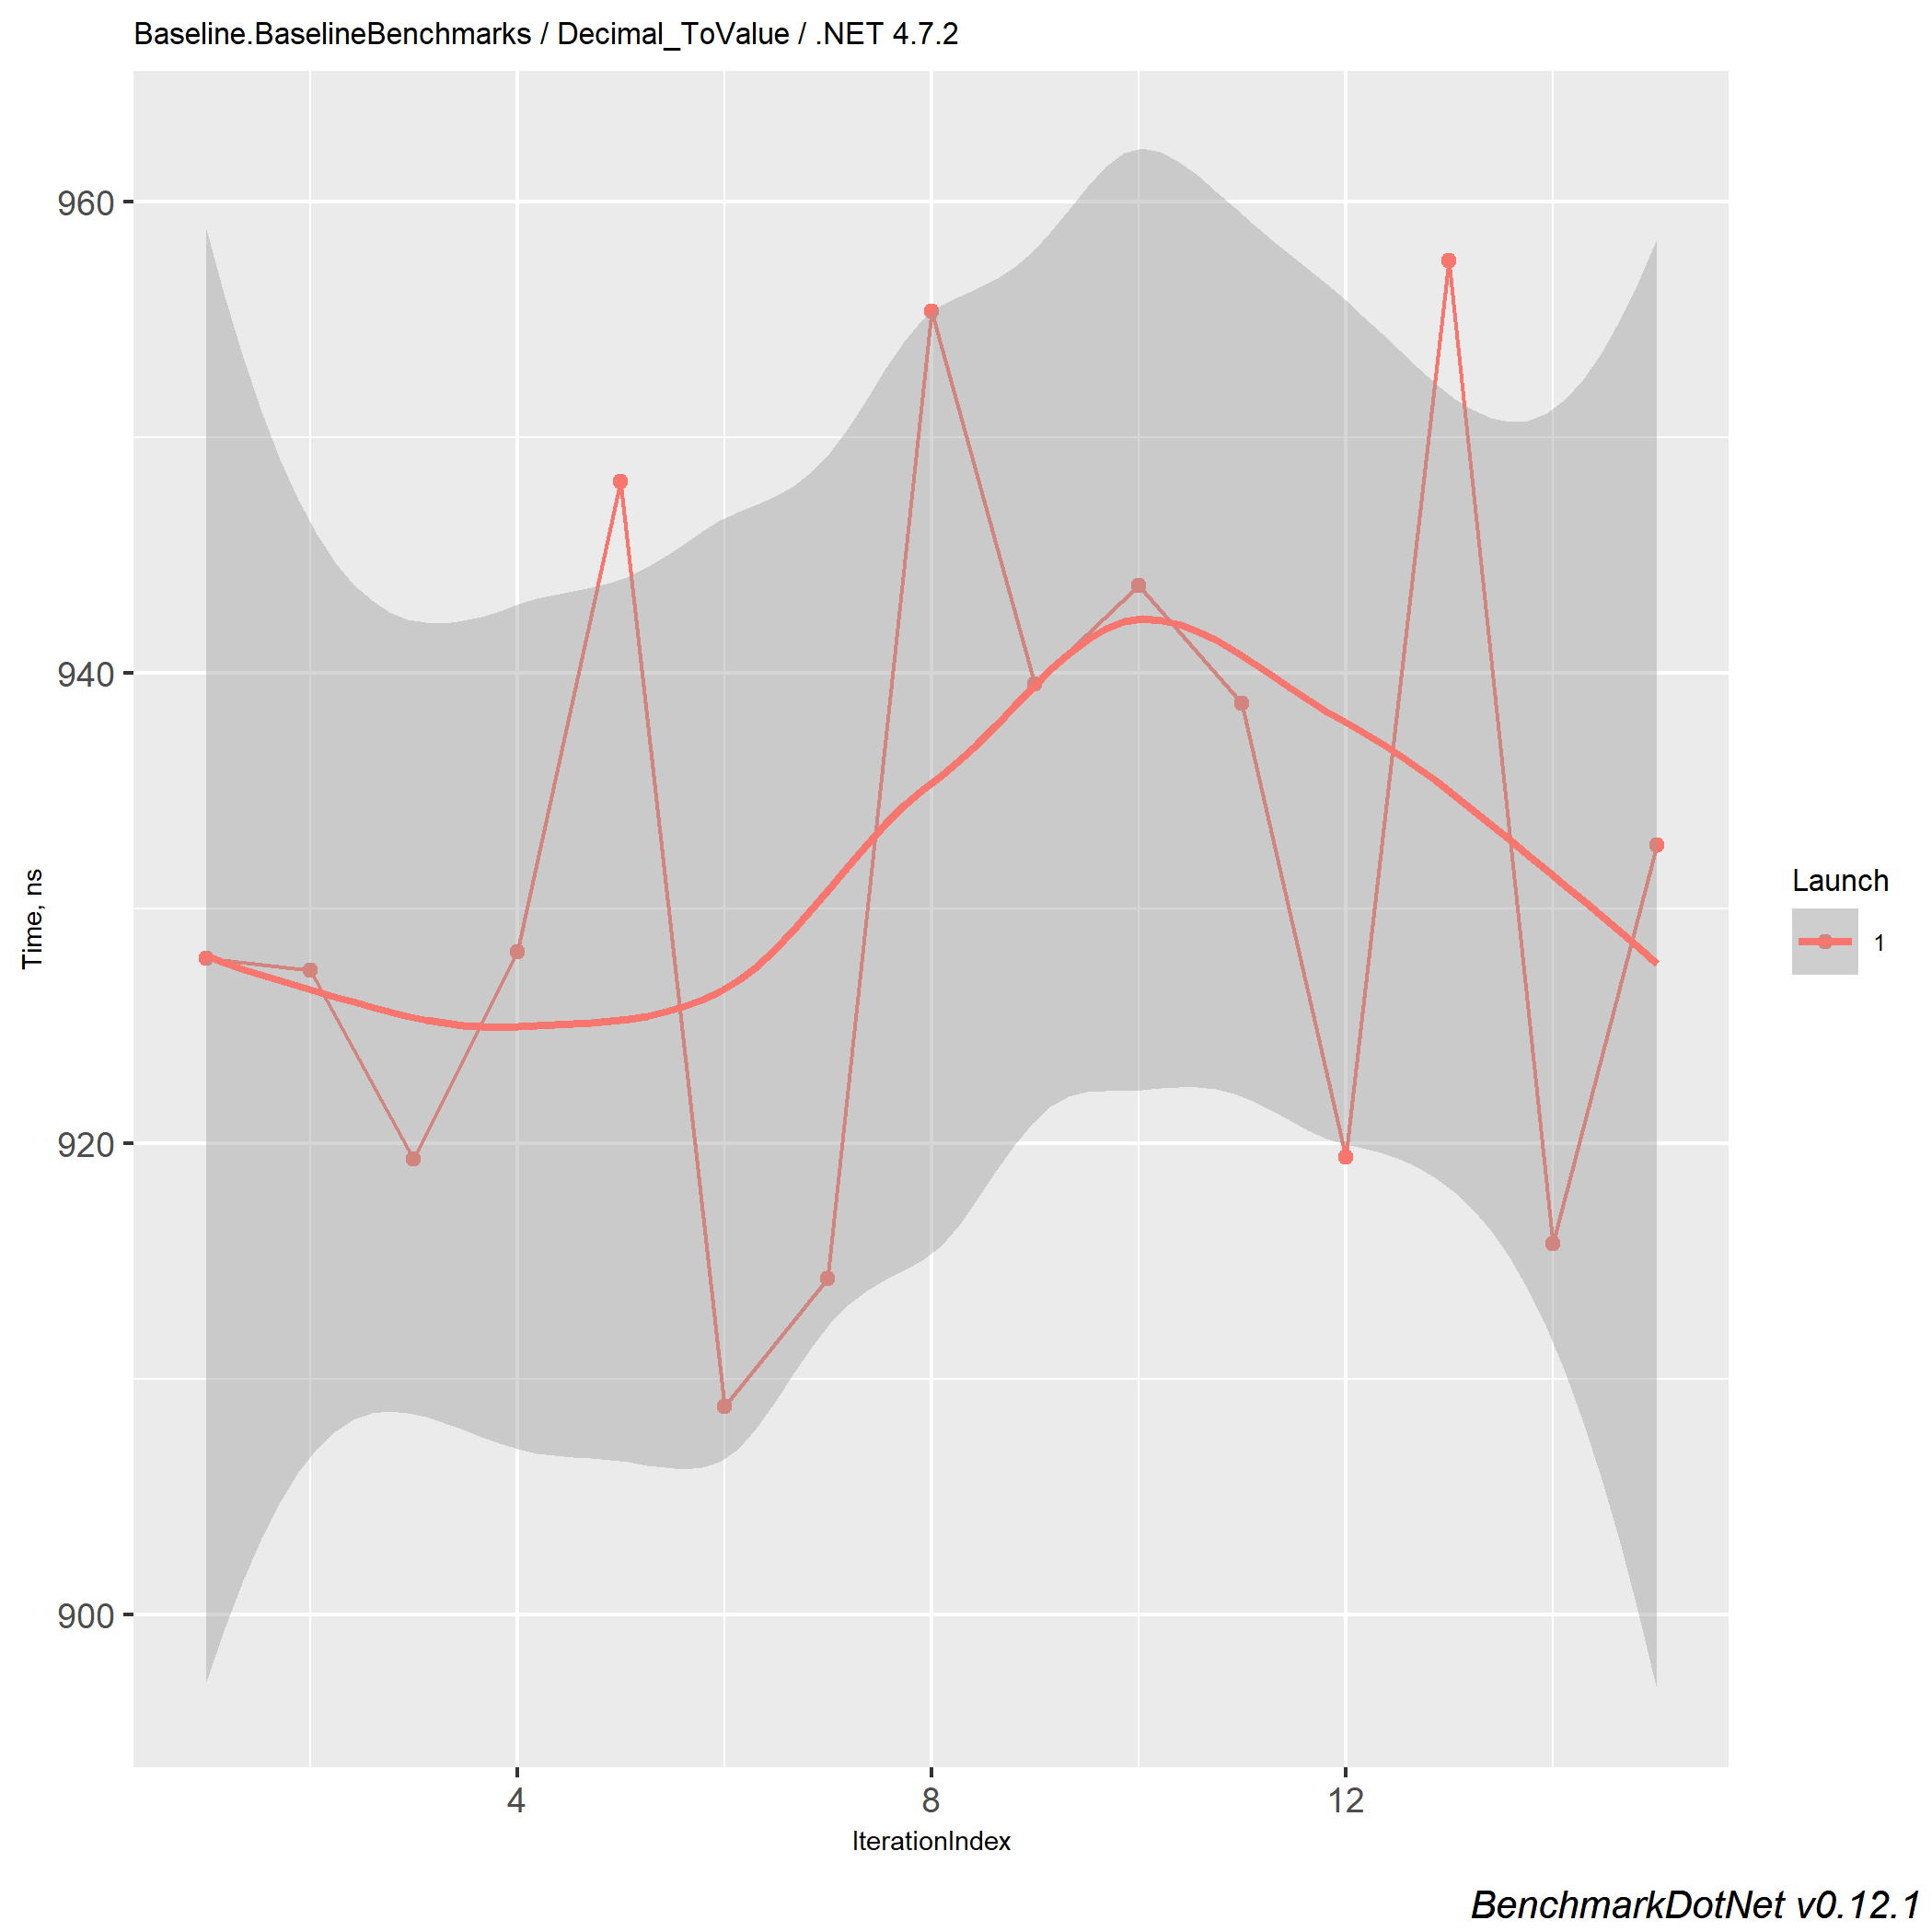 Baseline.BaselineBenchmarks / Decimal_ToValue / .NET 4.7.2
960
940
920
900
Time, ns
4
8
12
IterationIndex
Launch
1
BenchmarkDotNet v0.12.1